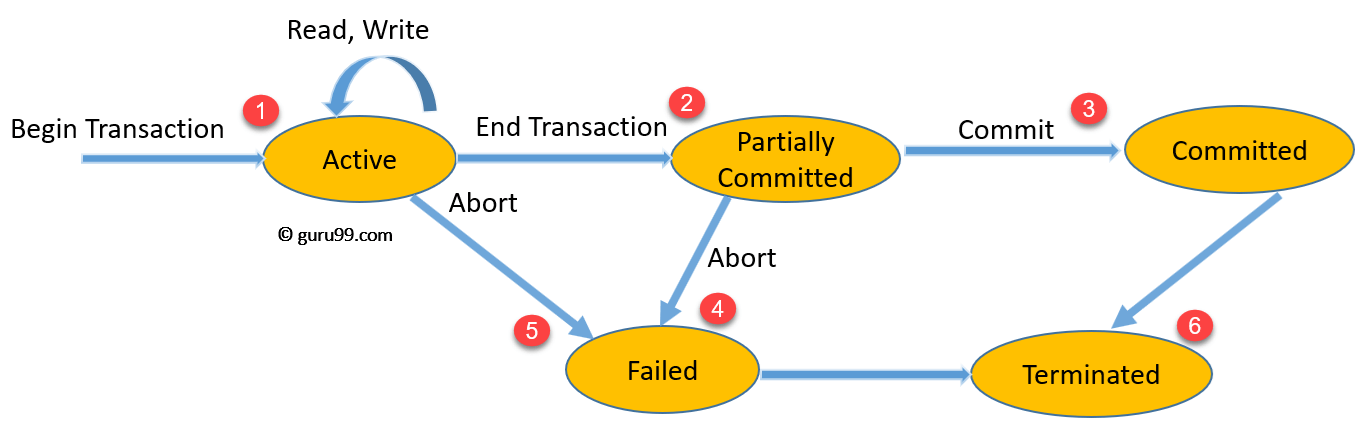 Read, Write
1
2
3
Begin Transaction
Active
End Transaction
Partially
Committed
Commit
Committed
Abort
© guru99.com
Abort
5
4
6
Failed
Terminated